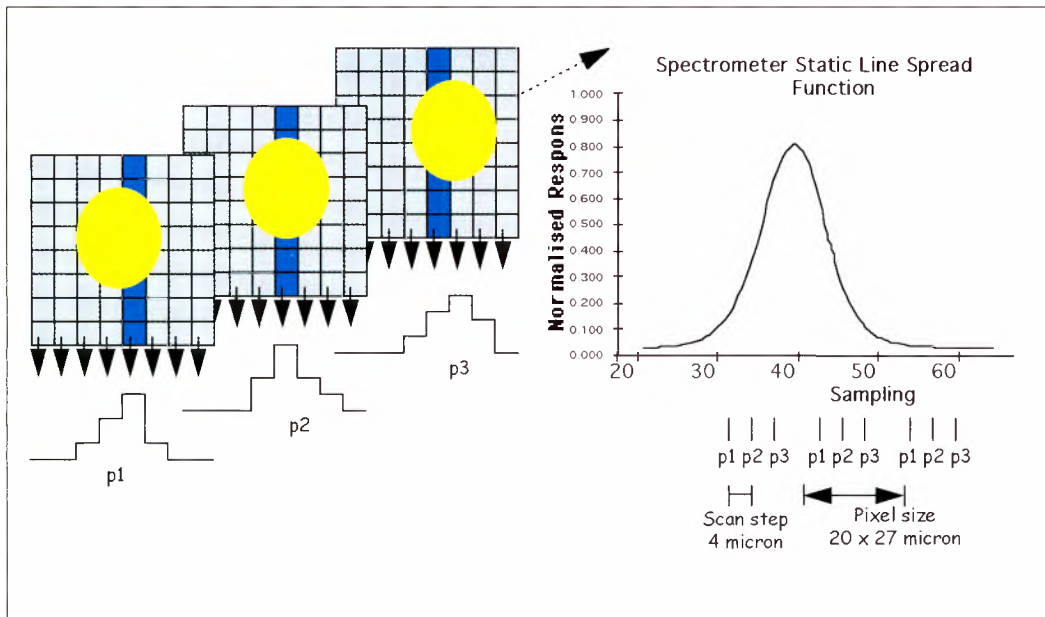 Spectrometer Static Line Spread
Function
Normalised Respons
1.000
0.900
0.800
0.700
0.600
0.500
0.400
0.300
0.200
0.100
0.000
20 30 40 50 60
Sampling
p1 p2 p3 p1 p2 p3 p1 p2 p3
Scan step
4 micron
Pixel size
20 x 27 micron
p1
p2
p3